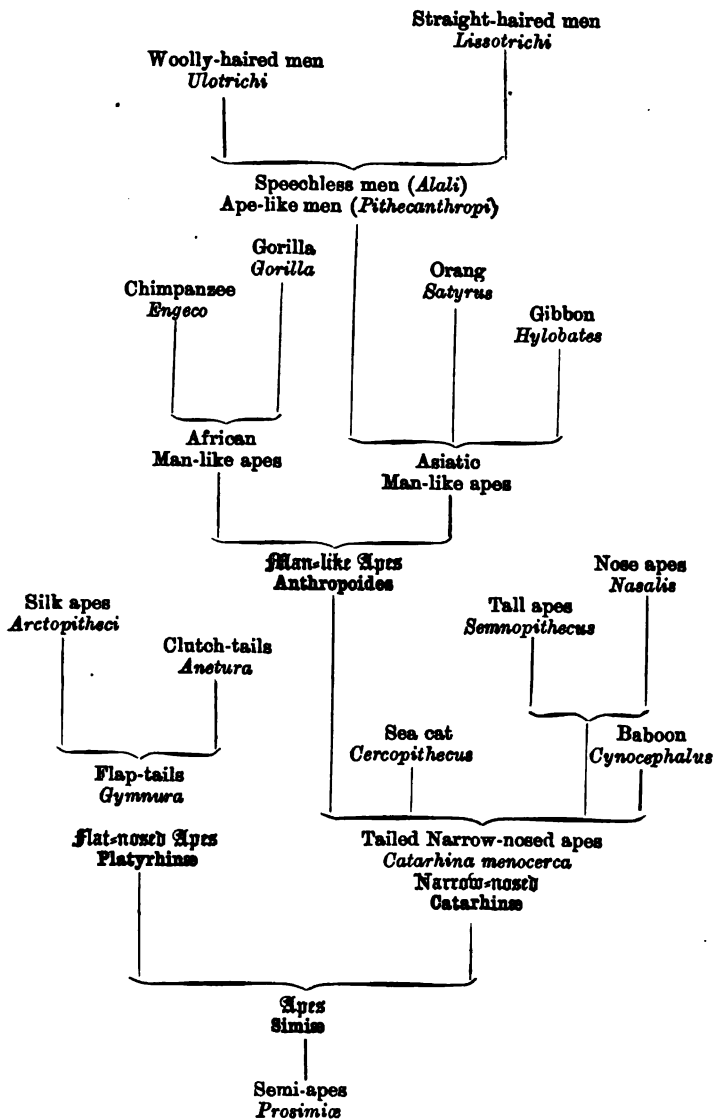 Straight-haired men
Lissotrichi
Woolly-haired men
Ulotrichi
Speechless men (Alali)
Ape-like men (Pithecanthropi)
Gorilla
Gorilla
Chimpanzee
Engeco
Orang
Satyrus
Gibbon
Hylobates
African
Man-like apes
Asiatic
Man-like apes
Man-like Apes
Anthropoides
Nose apes
Nasalis
Silk apes
Arctopitheci
Tall apes
Semnopithecus
Clutch-tails
Anetura
Sea cat
Cercopithecus
Baboon
Cynocephalus
Flap-tails
Gymnura
Flat-nosed Apes
Platyrhinæ
Tailed Narrow-nosed apes
Catarhina menocerca
Narrow-nosed
Catarhinæ
Apes
Simiæ
Semi-apes
Prosimiæ